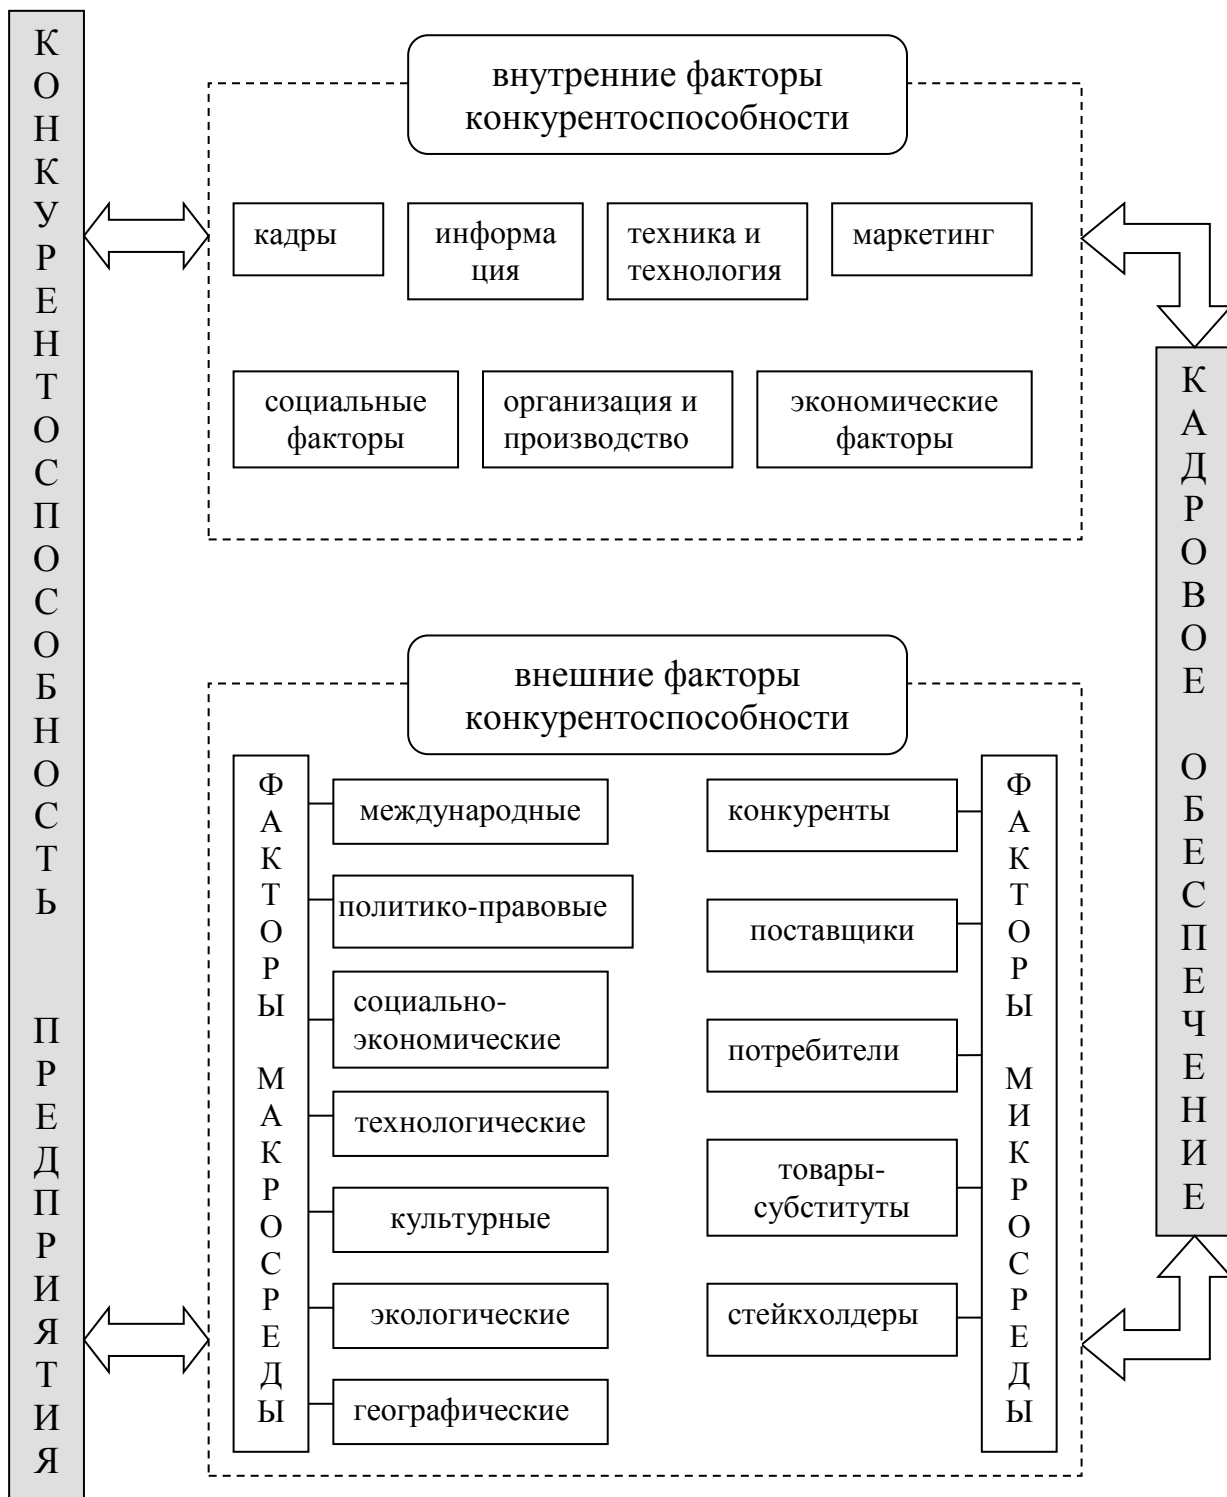 КОНКУРЕНТОСПОСОБНОСТЬ ПРЕДПРИЯТИЯ
внутренние факторы
конкурентоспособности
кадры
информа
ция
техника и
технология
маркетинг
социальные
факторы
организация и
производство
экономические
факторы
КАДРОВОЕ ОБЕСПЕЧЕНИЕ
внешние факторы
конкурентоспособности
ФАКТОРЫ МАКРОСРЕДЫ
международные
политико-правовые
социально-
экономические
технологические
культурные
экологические
географические
конкуренты
поставщики
потребители
товары-
субституты
стейкхолдеры
ФАКТОРЫ МИКРОСРЕДЫ